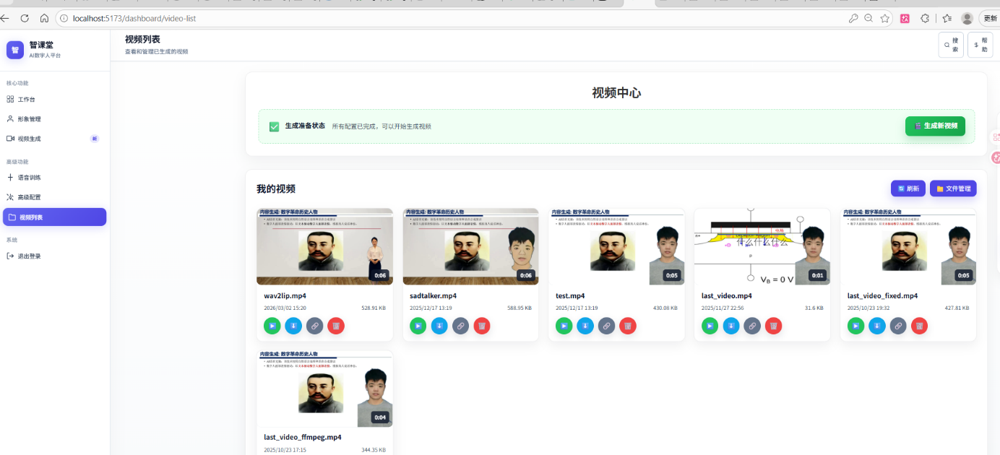 localhost:5173/dashboard/video-list
更新
智
智课堂
AI数字人平台
视频列表
查看和管理已生成的视频
搜索
帮助
核心功能
工作台
形象管理
视频生成
新
高级功能
语音训练
高级配置
视频列表
系统
退出登录
视频中心
生成准备状态
所有配置已完成，可以开始生成视频
生成新视频
我的视频
刷新
文件管理
内容生成: 数字革命历史人物
0:06
wav2lip.mp4
2026/03/02 15:20
528.91 KB
内容生成: 数字革命历史人物
0:06
sadtalker.mp4
2025/12/17 13:19
588.95 KB
内容生成: 数字革命历史人物
0:05
test.mp4
2025/12/17 13:19
430.08 KB
什么什么什么
V_B = 0 V
0:01
last_video.mp4
2025/11/27 22:56
31.6 KB
内容生成: 数字革命历史人物
0:05
last_video_fixed.mp4
2025/10/23 19:32
427.81 KB
内容生成: 数字革命历史人物
0:04
last_video_ffmpeg.mp4
2025/10/23 17:15
344.35 KB